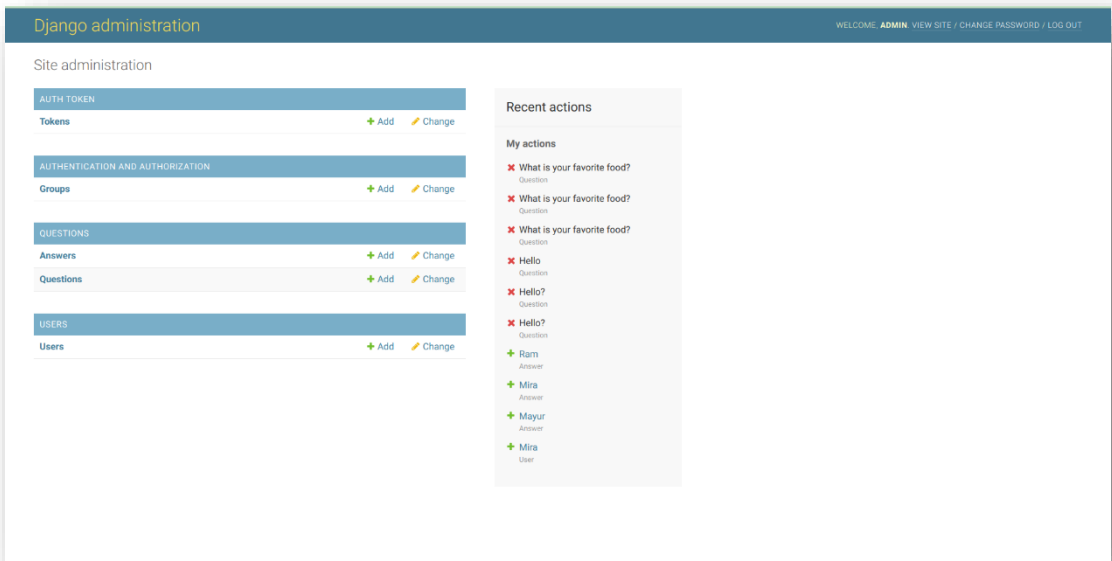 Django administration
WELCOME, ADMIN. VIEW SITE / CHANGE PASSWORD / LOG OUT
Site administration
AUTH TOKEN
Tokens Add Change
AUTHENTICATION AND AUTHORIZATION
Groups Add Change
QUESTIONS
Answers Add Change
Questions Add Change
USERS
Users Add Change
Recent actions
My actions
What is your favorite food?
Question
What is your favorite food?
Question
What is your favorite food?
Question
Hello
Question
Hello?
Question
Hello?
Question
Ram
Answer
Mira
Answer
Mayur
Answer
Mira
User